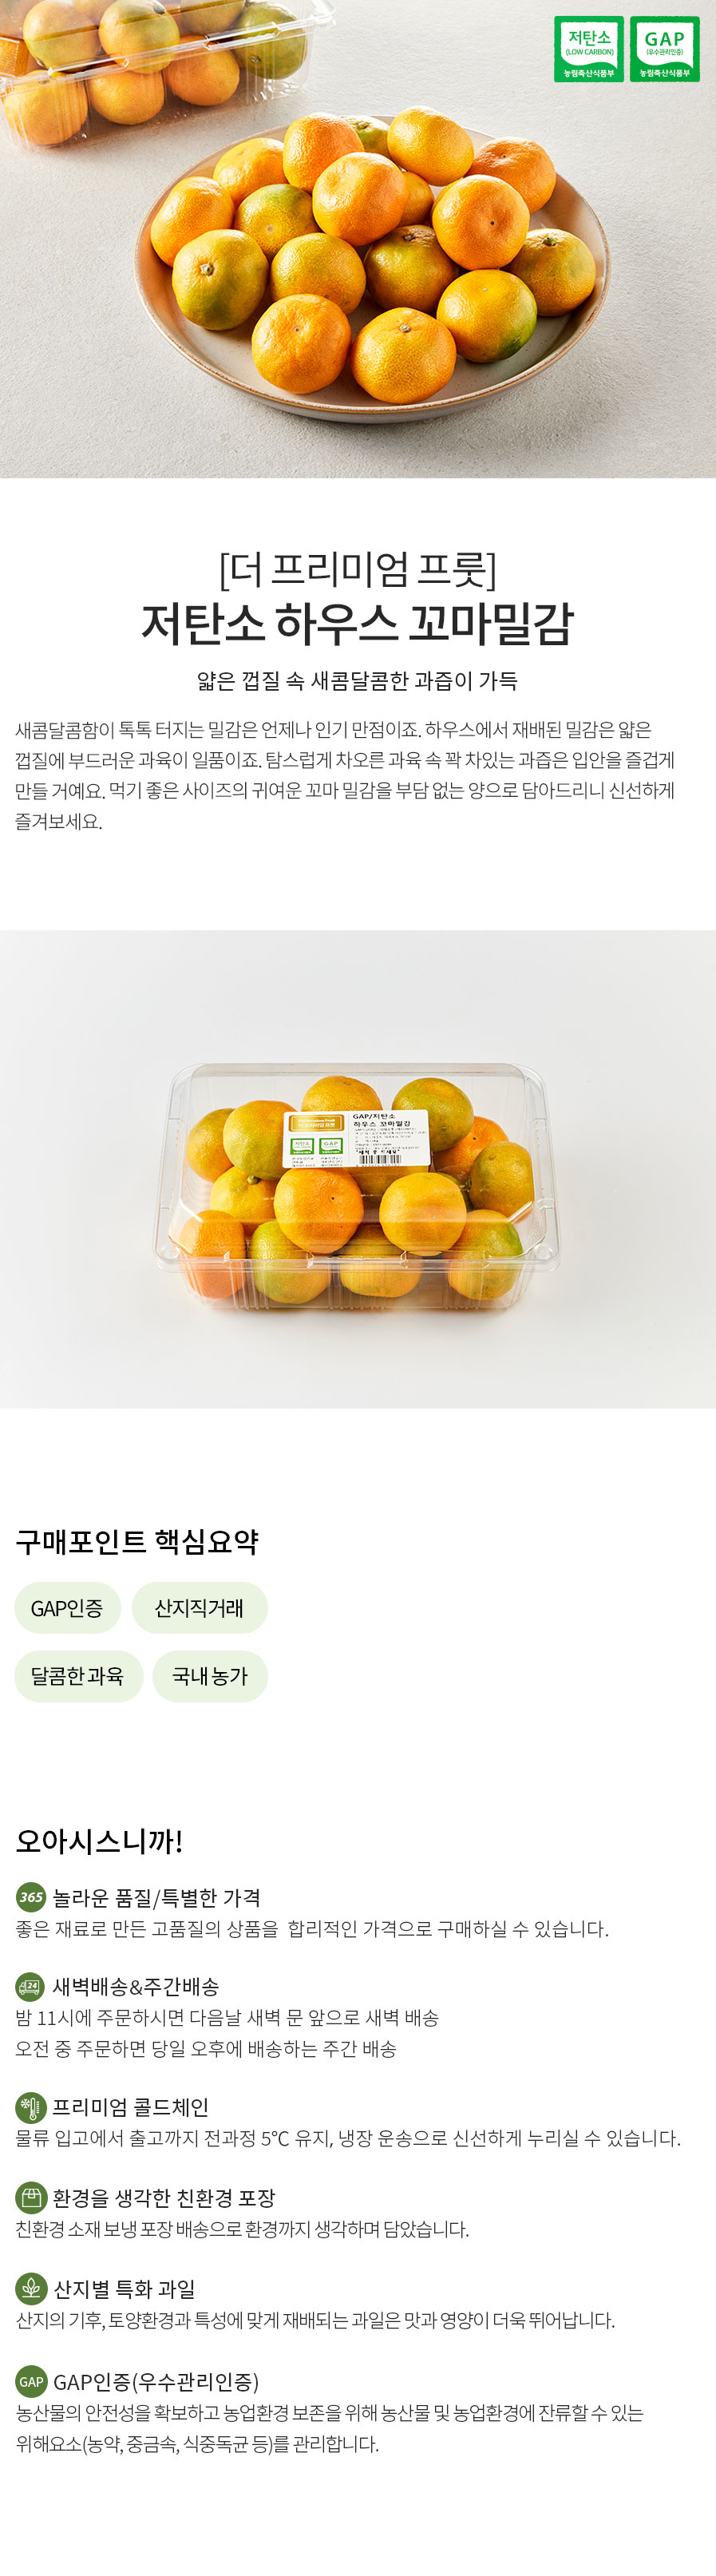 저탄소
(LOW CARBON)
농림축산식품부
GAP
(우수관리인증)
농림축산식품부
[더 프리미엄 프룻]
저탄소 하우스 꼬마밀감
얇은 껍질 속 새콤달콤한 과즙이 가득
새콤달콤함이 톡톡 터지는 밀감은 언제나 인기 만점이죠. 하우스에서 재배된 밀감은 얇은
껍질에 부드러운 과육이 일품이죠. 탐스럽게 차오른 과육 속 꽉 차있는 과즙은 입안을 즐겁게
만들 거예요. 먹기 좋은 사이즈의 귀여운 꼬마 밀감을 부담 없는 양으로 담아드리니 신선하게
즐겨보세요.
GAP/저탄소
하우스 꼬마밀감
저탄소
GAP
구매포인트 핵심요약
GAP인증
산지직거래
달콤한 과육
국내 농가
오아시스니까!
365 놀라운 품질/특별한 가격
좋은 재료로 만든 고품질의 상품을 합리적인 가격으로 구매하실 수 있습니다.
24 새벽배송&주간배송
밤 11시에 주문하시면 다음날 새벽 문 앞으로 새벽 배송
오전 중 주문하면 당일 오후에 배송하는 주간 배송
프리미엄 콜드체인
물류 입고에서 출고까지 전과정 5℃ 유지, 냉장 운송으로 신선하게 누리실 수 있습니다.
환경을 생각한 친환경 포장
친환경 소재 보냉 포장 배송으로 환경까지 생각하며 담았습니다.
산지별 특화 과일
산지의 기후, 토양환경과 특성에 맞게 재배되는 과일은 맛과 영양이 더욱 뛰어납니다.
GAP GAP인증(우수관리인증)
농산물의 안전성을 확보하고 농업환경 보존을 위해 농산물 및 농업환경에 잔류할 수 있는
위해요소(농약, 중금속, 식중독균 등)를 관리합니다.